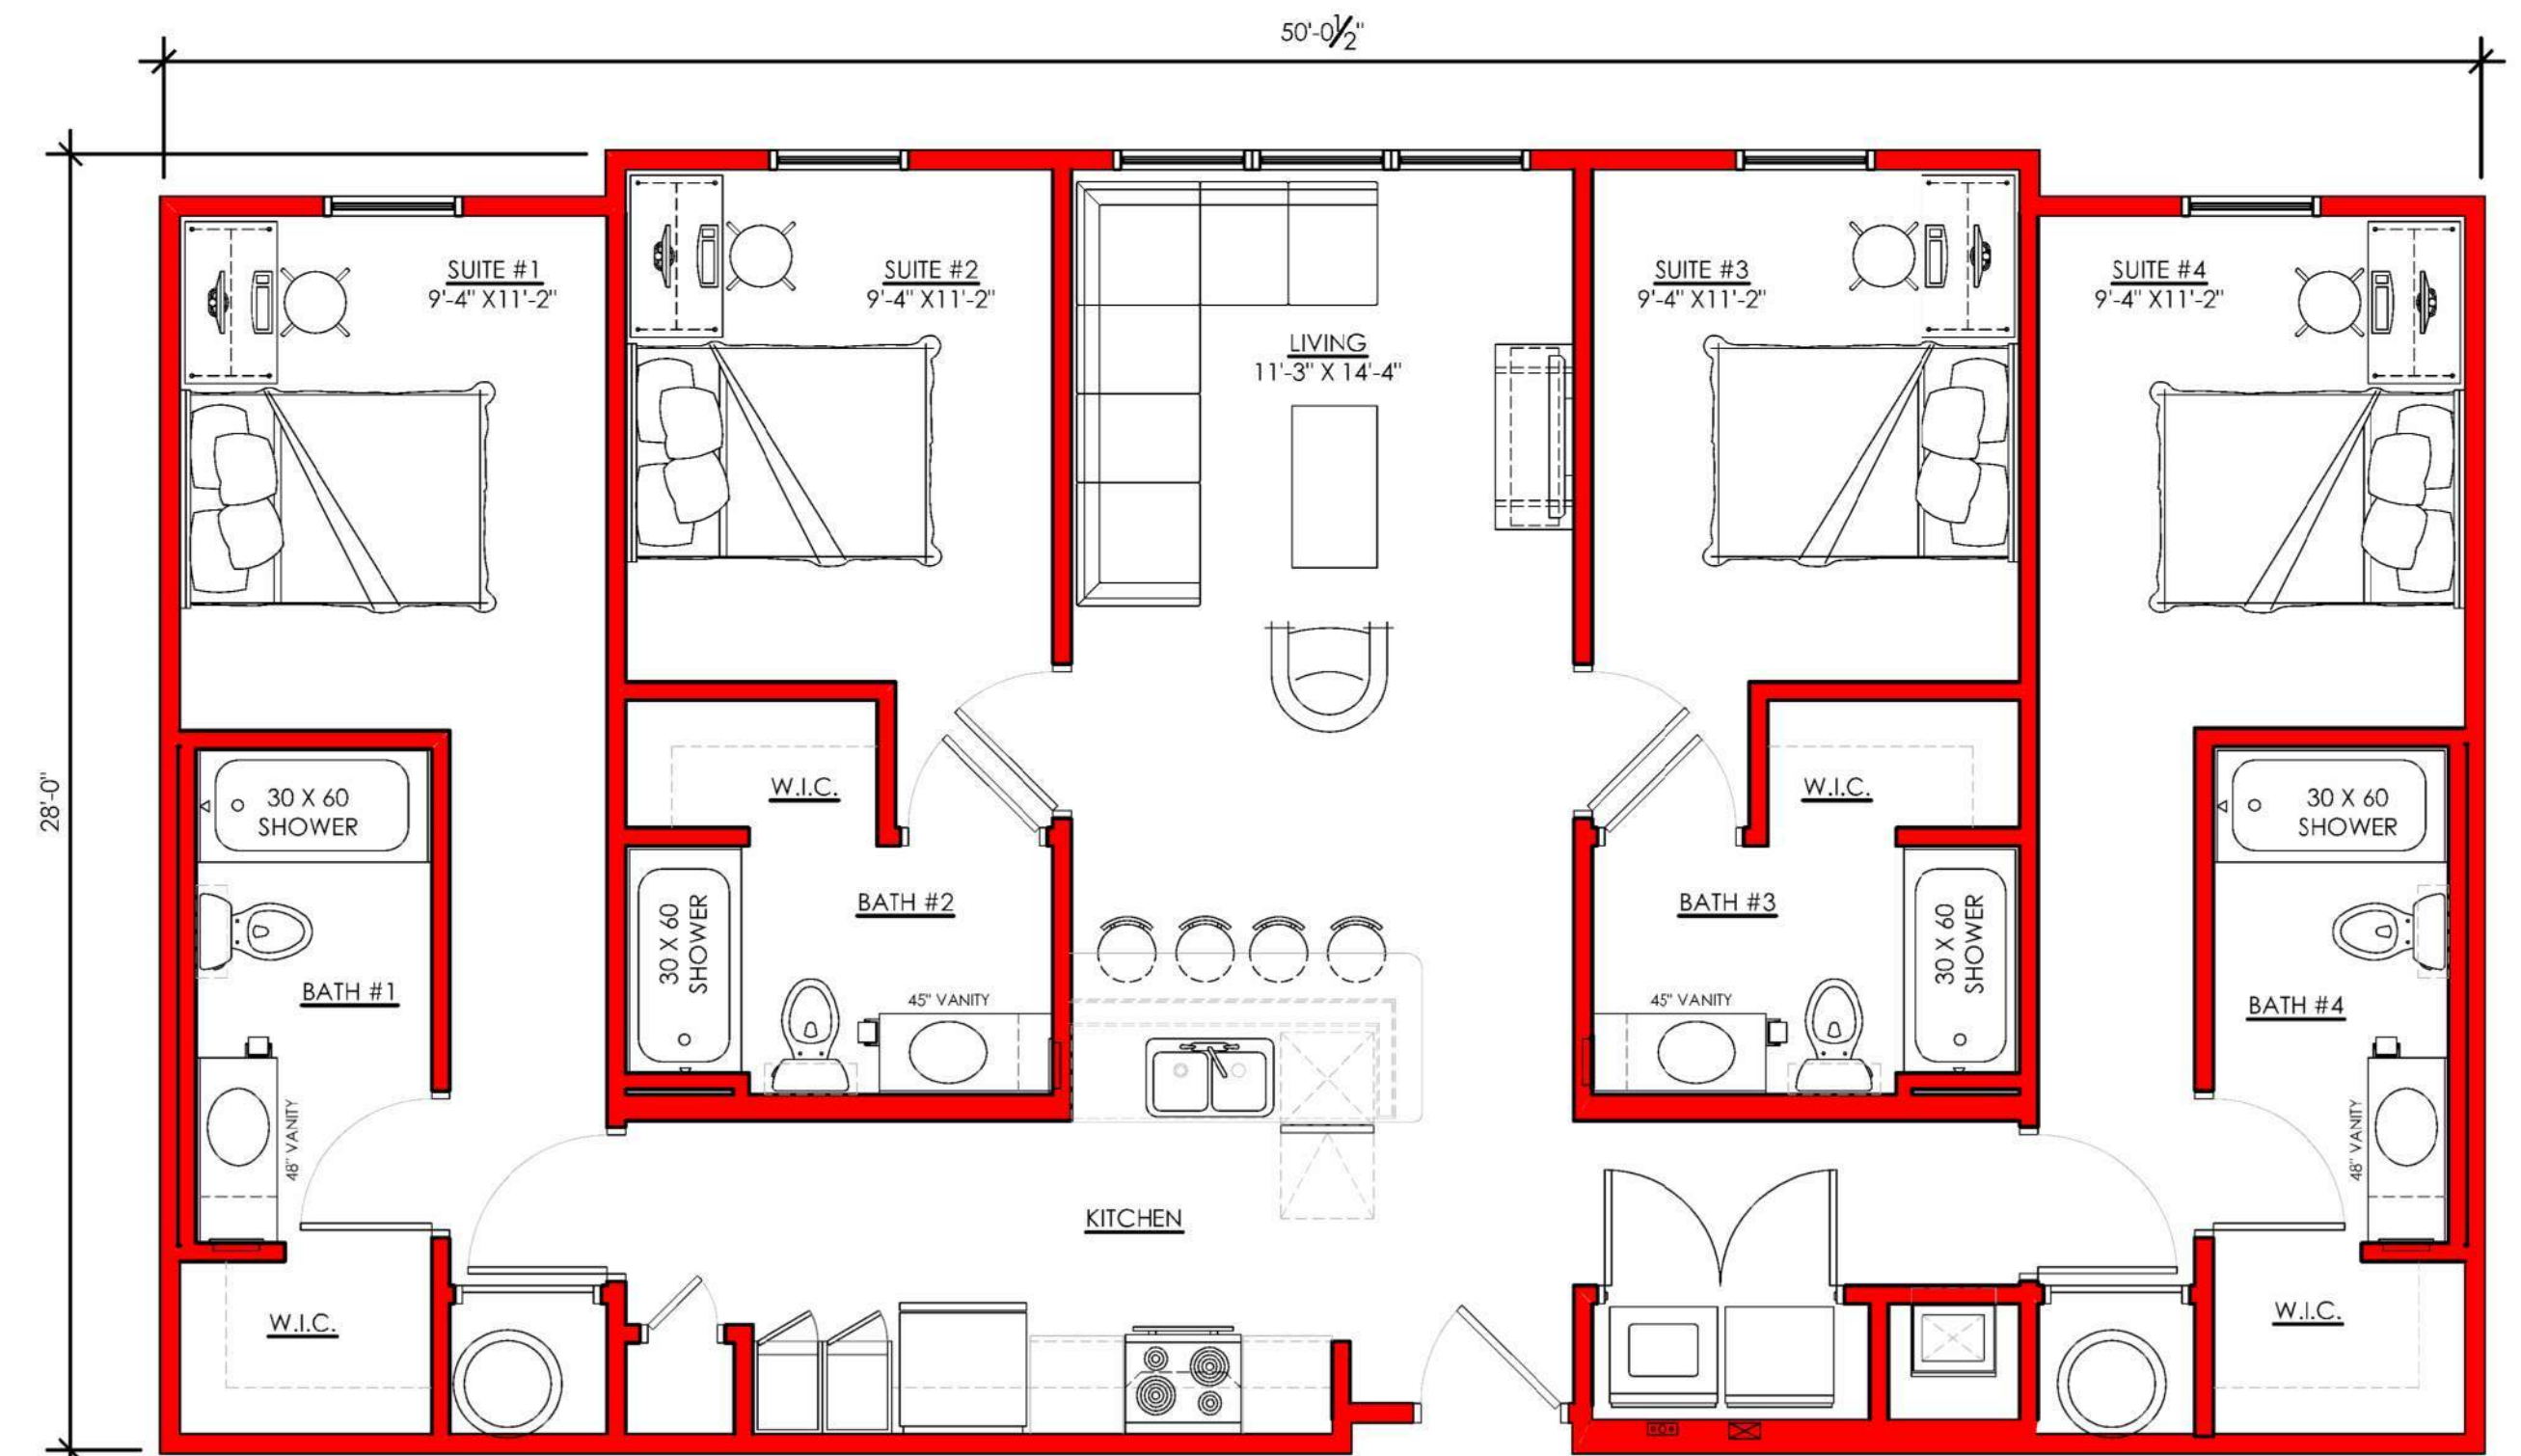 50'-0½"
SUITE #1
9'-4" X11'-2"
SUITE #2
9'-4" X11'-2"
SUITE #3
9'-4" X11'-2"
SUITE #4
9'-4" X11'-2"
LIVING
11'-3" X 14'-4"
28'-0"
30 X 60
SHOWER
W.I.C.
W.I.C.
30 X 60
SHOWER
BATH #1
30 X 60
SHOWER
BATH #2
45" VANITY
BATH #3
45" VANITY
30 X 60
SHOWER
BATH #4
48" VANITY
48" VANITY
KITCHEN
W.I.C.
W.I.C.